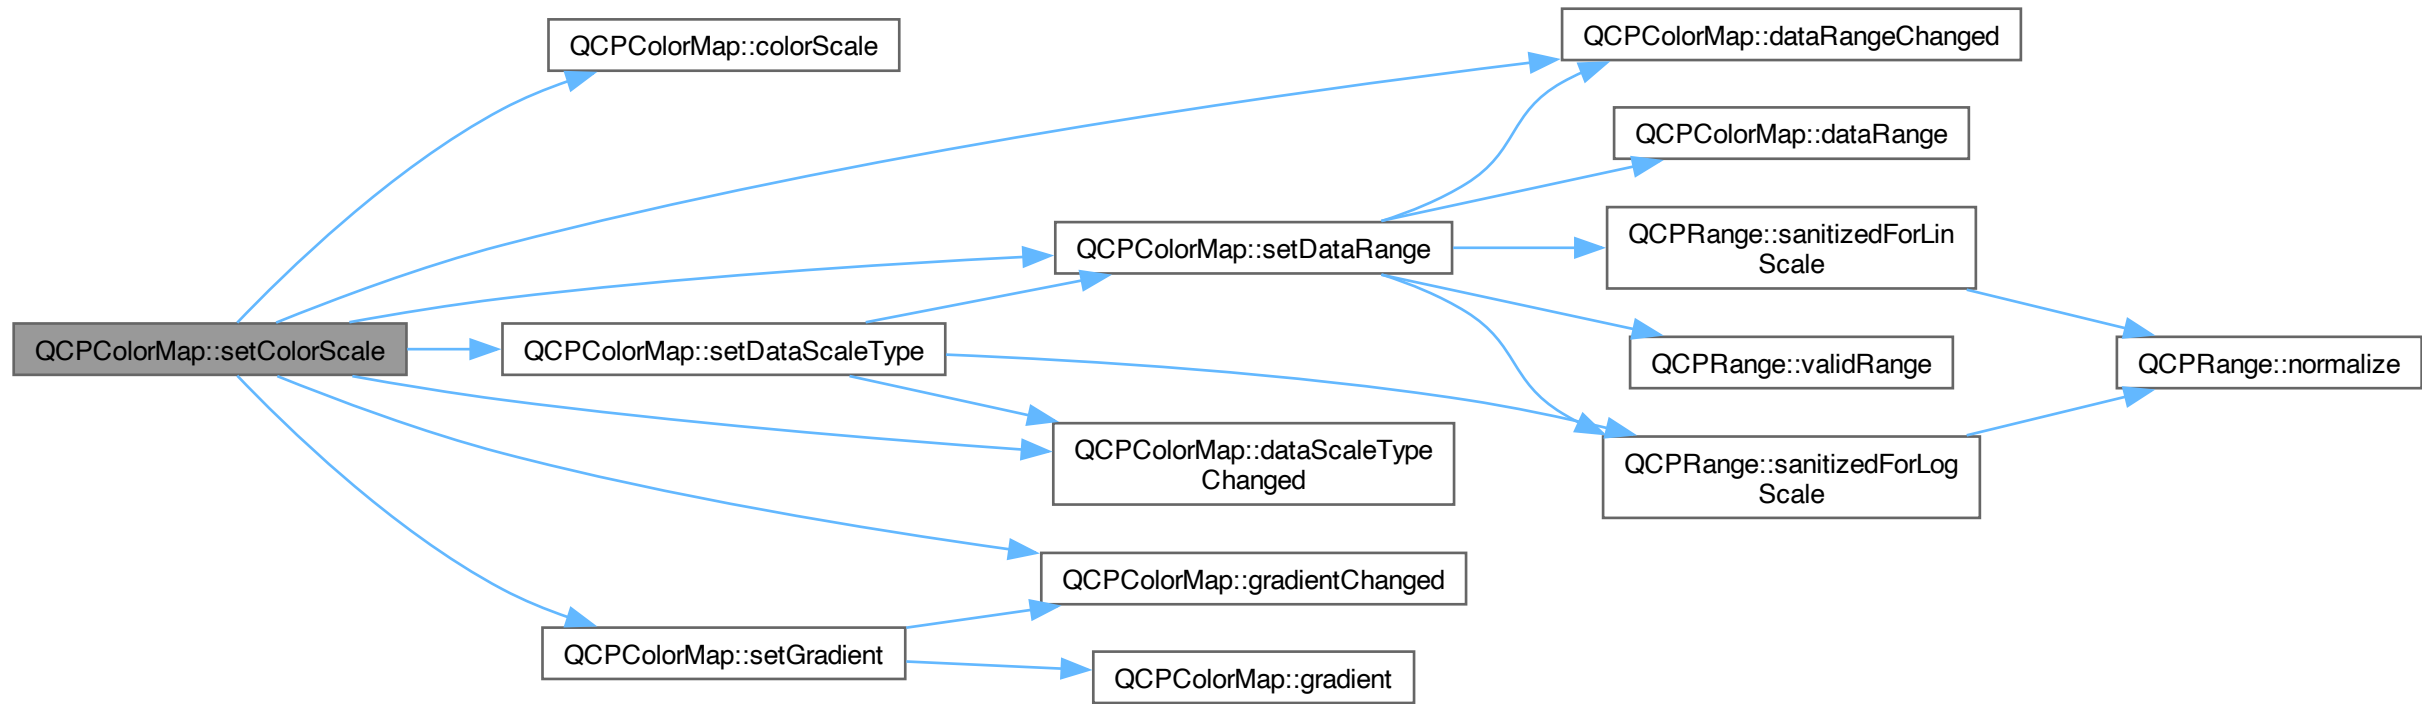 QCPColorMap::setColorScale
QCPColorMap::colorScale
QCPColorMap::setDataScaleType
QCPColorMap::setGradient
QCPColorMap::setDataRange
QCPColorMap::dataScaleType
Changed
QCPColorMap::gradientChanged
QCPColorMap::gradient
QCPColorMap::dataRangeChanged
QCPColorMap::dataRange
QCPRange::sanitizedForLin
Scale
QCPRange::validRange
QCPRange::sanitizedForLog
Scale
QCPRange::normalize